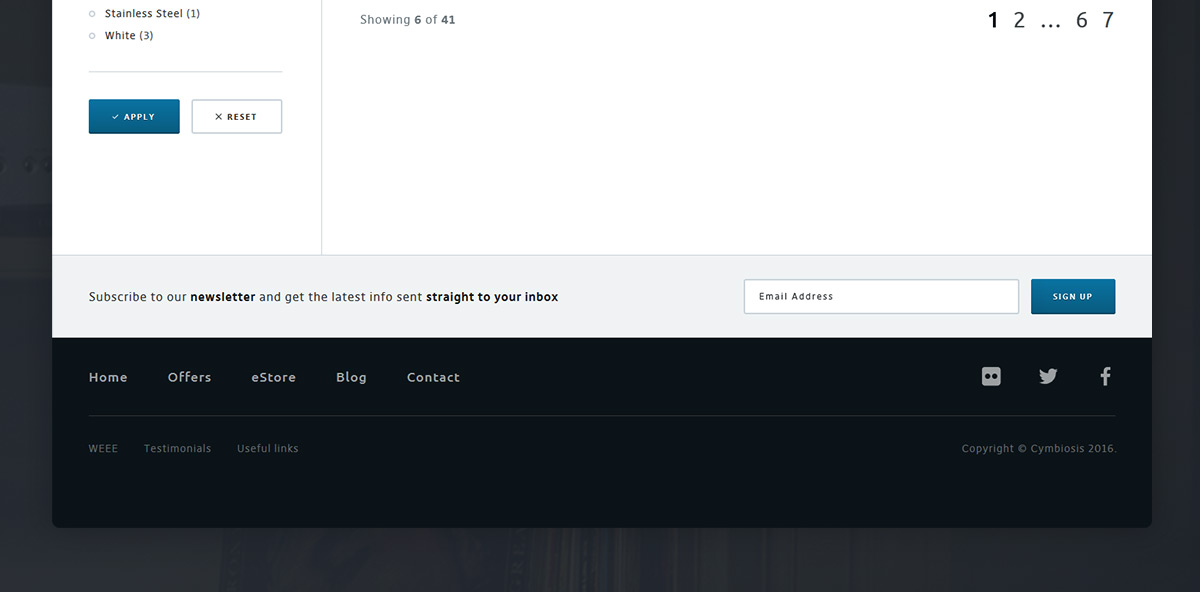 Stainless Steel (1)
White (3)
✓ APPLY
✕ RESET
Showing 6 of 41
1 2 ... 6 7
Subscribe to our newsletter and get the latest info sent straight to your inbox
Email Address
SIGN UP
Home Offers eStore Blog Contact
WEEE Testimonials Useful links
Copyright © Cymbiosis 2016.